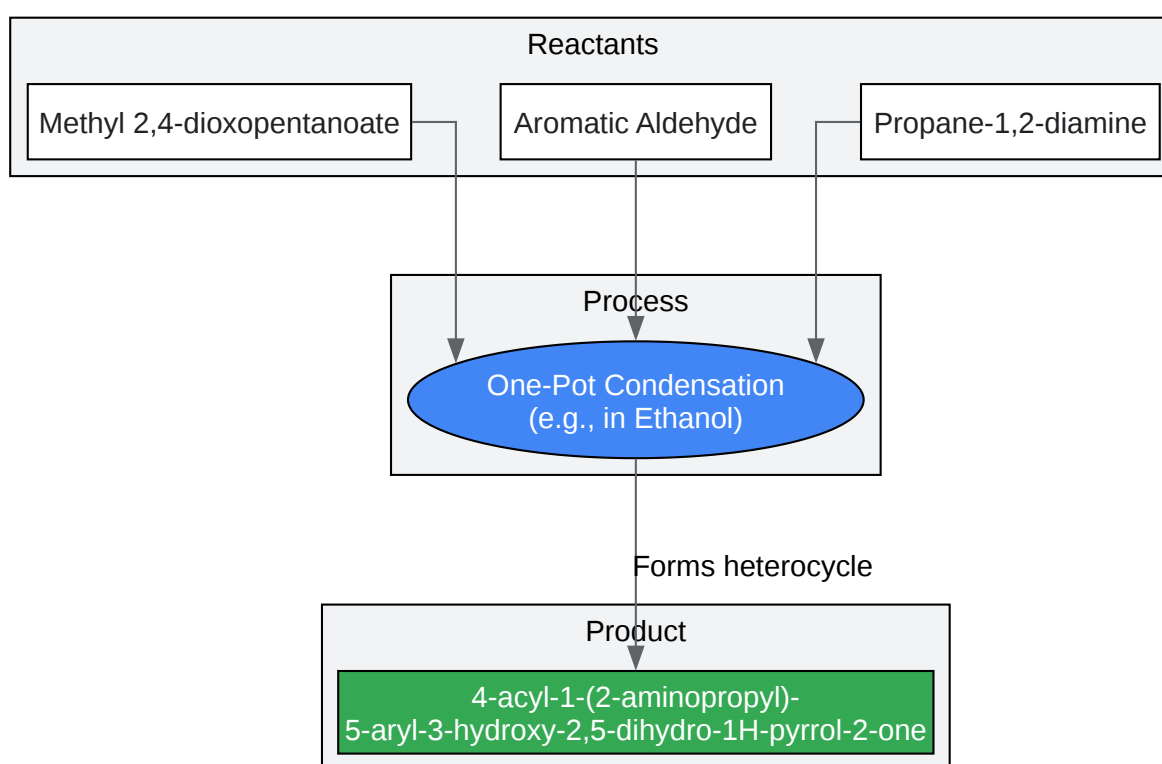 Reactants
Methyl 2,4-dioxopentanoate
Aromatic Aldehyde
Propane-1,2-diamine
Process
One-Pot Condensation
(e.g., in Ethanol)
Forms heterocycle
Product
4-acyl-1-(2-aminopropyl)-
5-aryl-3-hydroxy-2,5-dihydro-1H-pyrrol-2-one